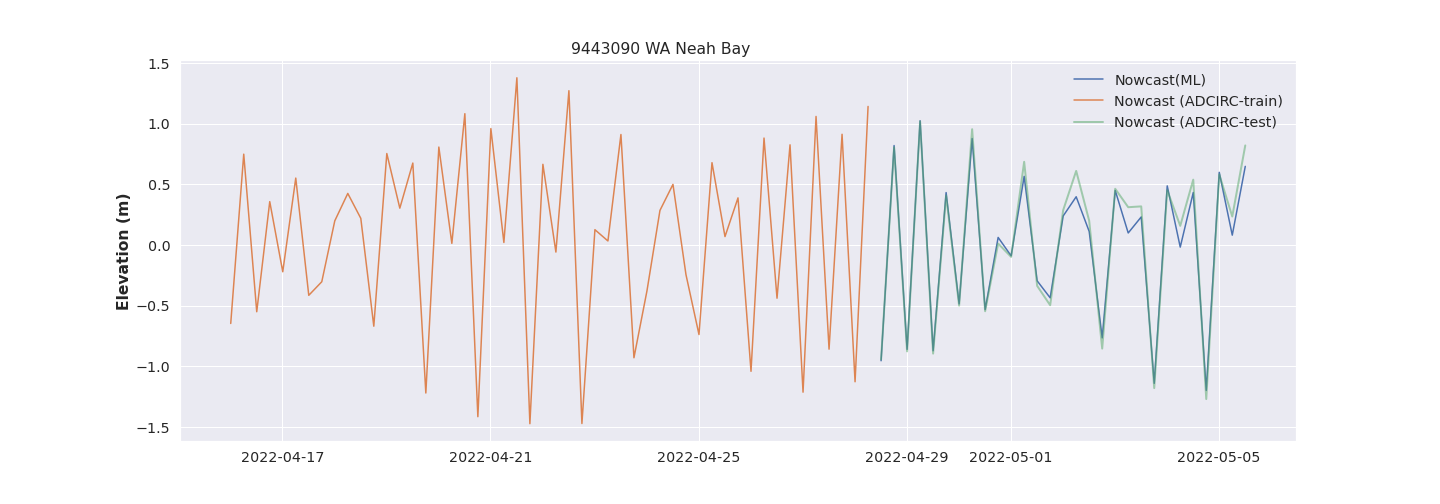 9443090 WA Neah Bay
Elevation (m)
1.5
1.0
0.5
0.0
−0.5
−1.0
−1.5
Nowcast(ML)
Nowcast (ADCIRC-train)
Nowcast (ADCIRC-test)
2022-04-17 2022-04-21 2022-04-25 2022-04-29 2022-05-01 2022-05-05